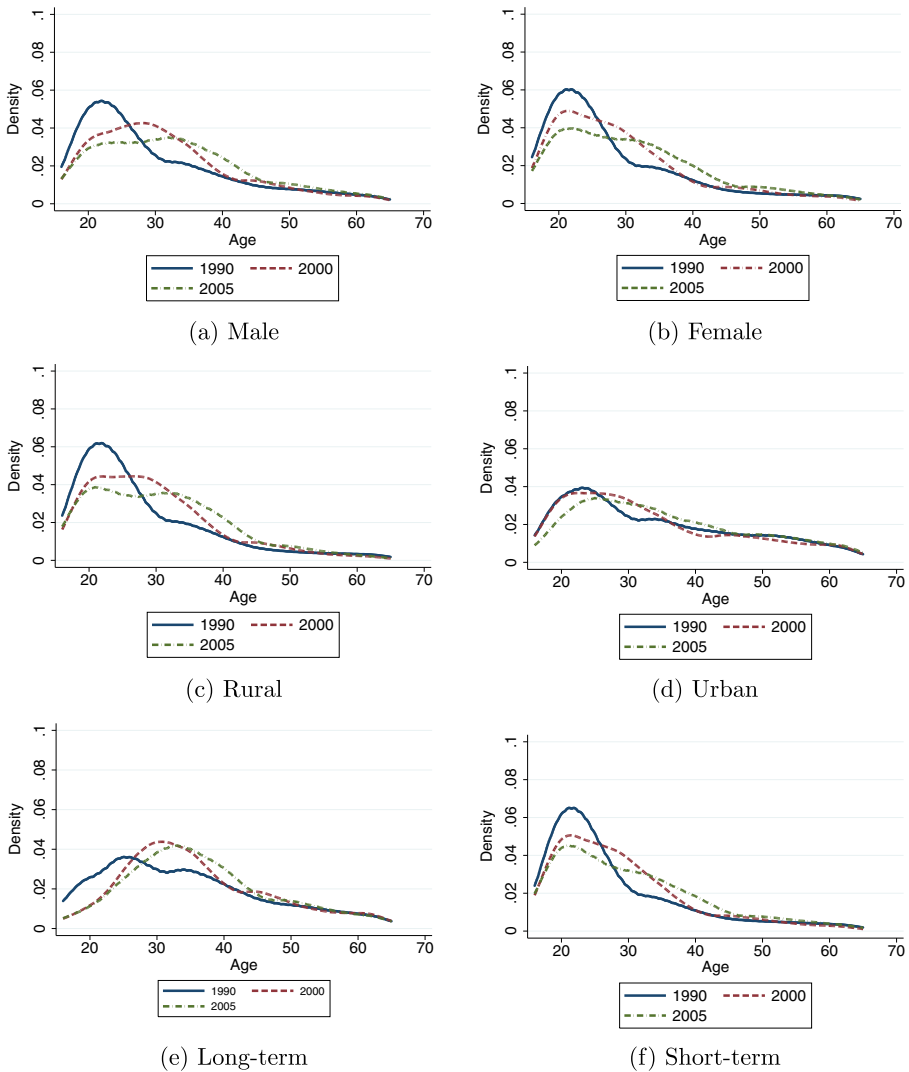 Density
.1
.08
.06
.04
.02
0
20 30 40 50 60 70
Age
1990 2000
2005
(a) Male
Density
.1
.08
.06
.04
.02
0
20 30 40 50 60 70
Age
1990 2000
2005
(b) Female
Density
.1
.08
.06
.04
.02
0
20 30 40 50 60 70
Age
1990 2000
2005
(c) Rural
Density
.1
.08
.06
.04
.02
0
20 30 40 50 60 70
Age
1990 2000
2005
(d) Urban
Density
.1
.08
.06
.04
.02
0
20 30 40 50 60 70
Age
1990 2000
2005
(e) Long-term
Density
.1
.08
.06
.04
.02
0
20 30 40 50 60 70
Age
1990 2000
2005
(f) Short-term